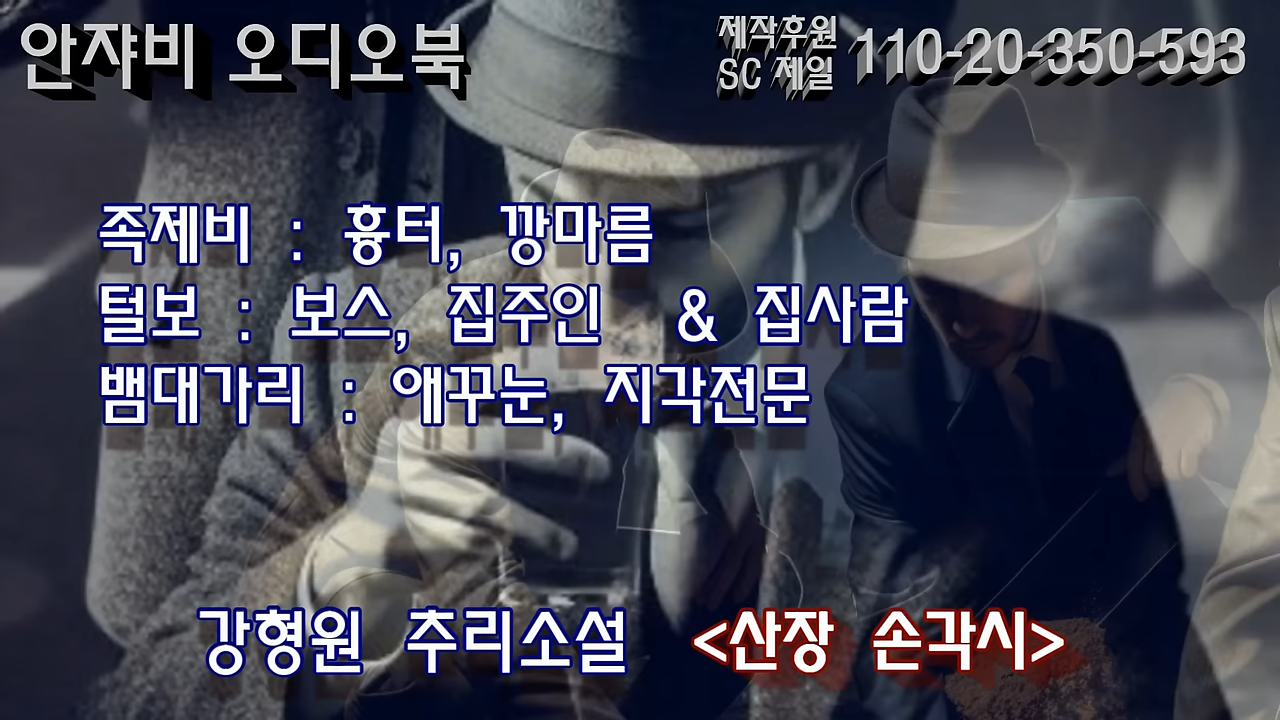 안쟈비 오디오북
제작후원
SC 제일
110-20-350-593
족제비 : 흉터, 깡마름
털보 : 보스, 집주인 & 집사람
뱀대가리 : 애꾸눈, 지각전문
강형원 추리소설 <산장 손각시>